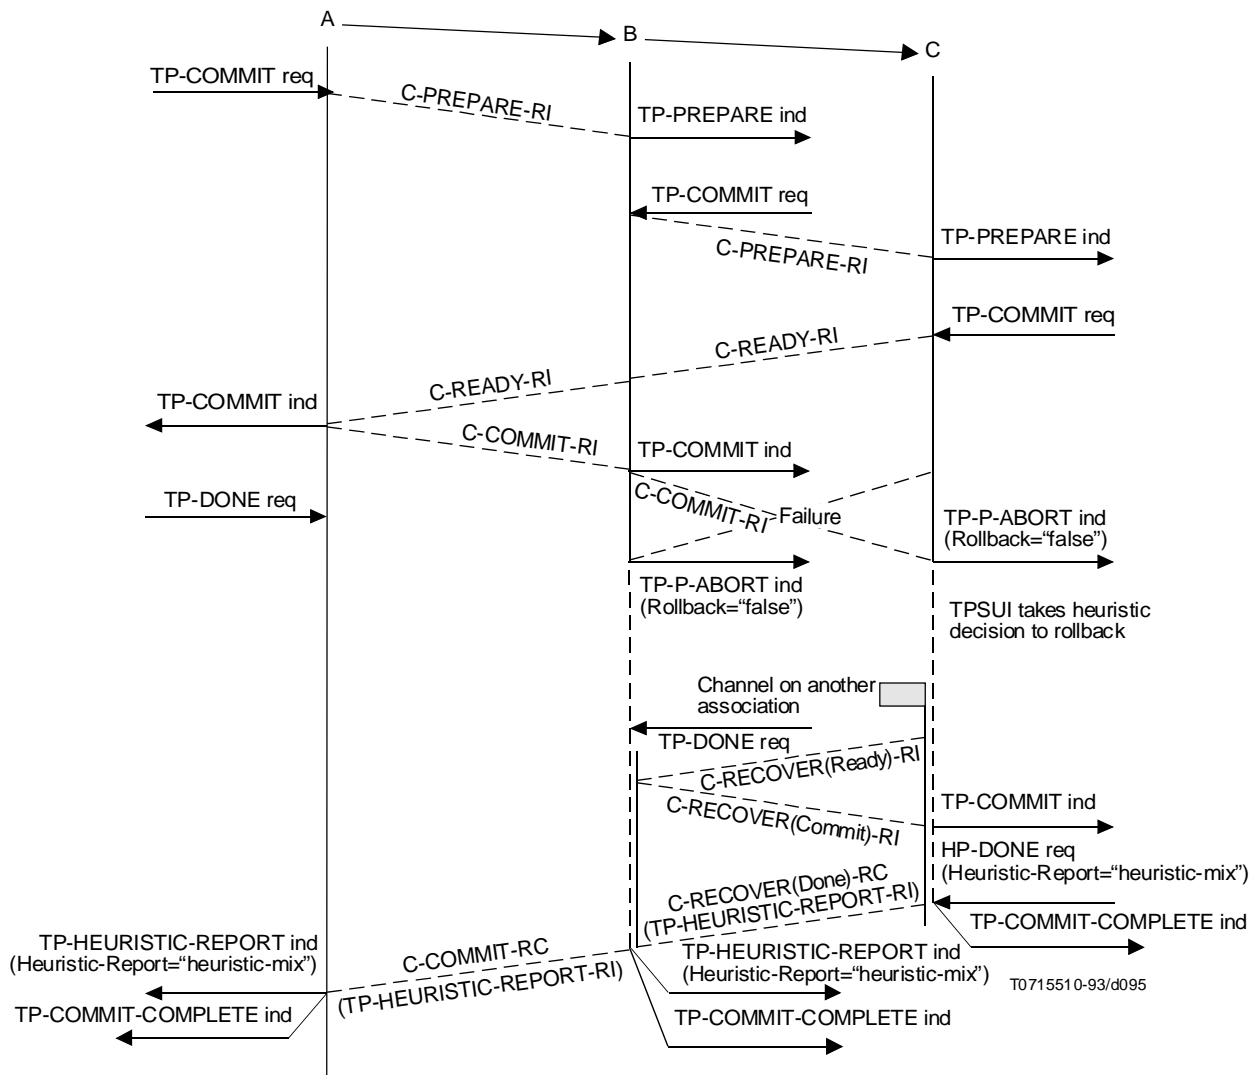 A
B
C
TP-COMMIT req
C-PREPARE-RI
TP-PREPARE ind
TP-COMMIT req
C-PREPARE-RI
TP-PREPARE ind
TP-COMMIT req
C-READY-RI
C-READY-RI
TP-COMMIT ind
C-COMMIT-RI
TP-COMMIT ind
TP-DONE req
C-COMMIT-RI
Failure
TP-P-ABORT ind
(Rollback=“false”)
TP-P-ABORT ind
(Rollback=“false”)
TPSUI takes heuristic
decision to rollback
Channel on another
association
TP-DONE req
C-RECOVER(Ready)-RI
C-RECOVER(Commit)-RI
TP-COMMIT ind
HP-DONE req
(Heuristic-Report=“heuristic-mix”)
C-RECOVER(Done)-RC
(TP-HEURISTIC-REPORT-RI)
TP-COMMIT-COMPLETE ind
TP-HEURISTIC-REPORT ind
(Heuristic-Report=“heuristic-mix”)
C-COMMIT-RC
(TP-HEURISTIC-REPORT-RI)
TP-HEURISTIC-REPORT ind
(Heuristic-Report=“heuristic-mix”)
T0715510-93/d095
TP-COMMIT-COMPLETE ind
TP-COMMIT-COMPLETE ind